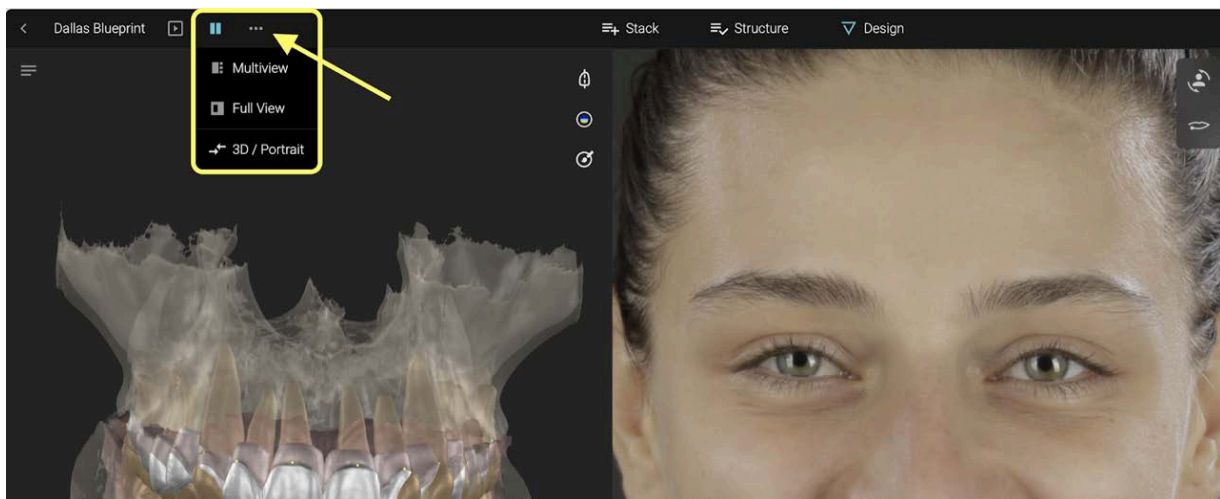 Dallas Blueprint
Stack
Structure
Design
Multiview
Full View
3D / Portrait